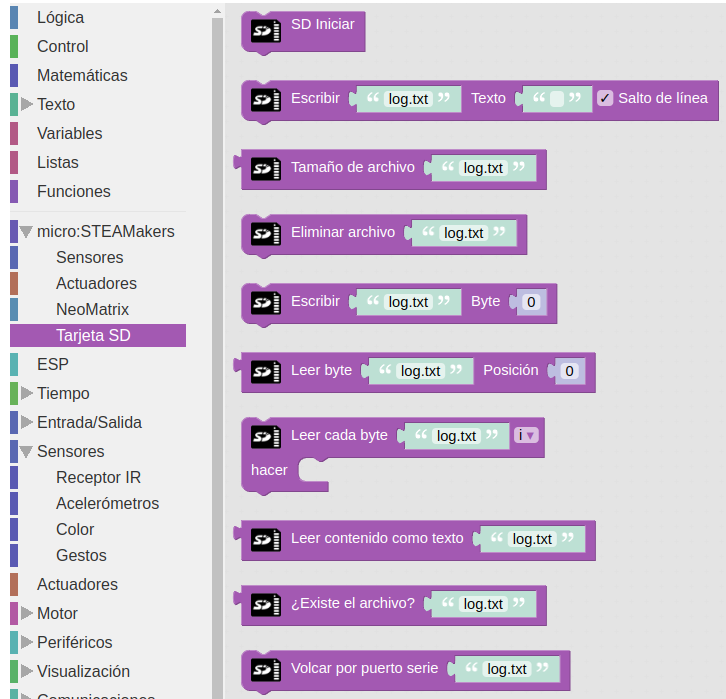 Lógica
Control
Matemáticas
Texto
Variables
Listas
Funciones
micro:STEAMakers
Sensores
Actuadores
NeoMatrix
Tarjeta SD
ESP
Tiempo
Entrada/Salida
Sensores
Receptor IR
Acelerómetros
Color
Gestos
Actuadores
Motor
Periféricos
Visualización
Comunicaciones
SD Iniciar
Escribir “ log.txt ” Texto “ ” Salto de línea
Tamaño de archivo “ log.txt ”
Eliminar archivo “ log.txt ”
Escribir “ log.txt ” Byte 0
Leer byte “ log.txt ” Posición 0
Leer cada byte “ log.txt ” i
hacer
Leer contenido como texto “ log.txt ”
¿Existe el archivo? “ log.txt ”
Volcar por puerto serie “ log.txt ”